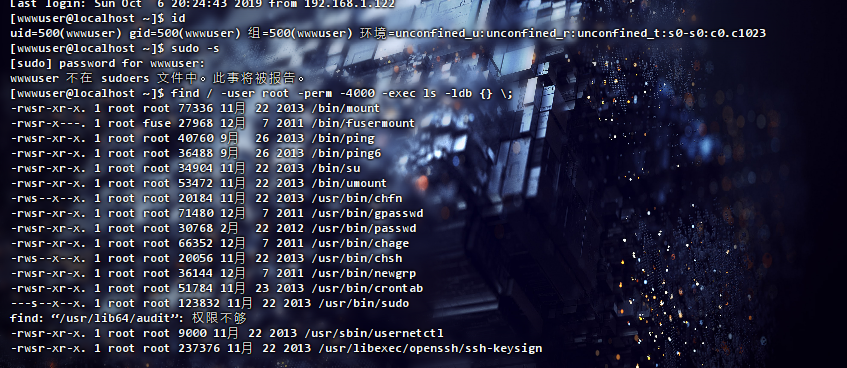 Last login: Sun Oct  6 20:24:43 2019 from 192.168.1.122
[wwwuser@localhost ~]$ id
uid=500(wwwuser) gid=500(wwwuser) 组=500(wwwuser) 环境=unconfined_u:unconfined_r:unconfined_t:s0-s0:c0.c1023
[wwwuser@localhost ~]$ sudo -s
[sudo] password for wwwuser:
wwwuser 不在 sudoers 文件中。此事将被报告。
[wwwuser@localhost ~]$ find / -user root -perm -4000 -exec ls -ldb {} \;
-rwsr-xr-x. 1 root root 77336 11月 22 2013 /bin/mount
-rwsr-x---. 1 root fuse 27968 12月  7 2011 /bin/fusermount
-rwsr-xr-x. 1 root root 40760 9月  26 2013 /bin/ping
-rwsr-xr-x. 1 root root 36488 9月  26 2013 /bin/ping6
-rwsr-xr-x. 1 root root 34904 11月 22 2013 /bin/su
-rwsr-xr-x. 1 root root 53472 11月 22 2013 /bin/umount
-rws--x--x. 1 root root 20184 11月 22 2013 /usr/bin/chfn
-rwsr-xr-x. 1 root root 71480 12月  7 2011 /usr/bin/gpasswd
-rwsr-xr-x. 1 root root 30768 2月  22 2012 /usr/bin/passwd
-rwsr-xr-x. 1 root root 66352 12月  7 2011 /usr/bin/chage
-rws--x--x. 1 root root 20056 11月 22 2013 /usr/bin/chsh
-rwsr-xr-x. 1 root root 36144 12月  7 2011 /usr/bin/newgrp
-rwsr-xr-x. 1 root root 51784 11月 23 2013 /usr/bin/crontab
---s--x--x. 1 root root 123832 11月 22 2013 /usr/bin/sudo
find: “/usr/lib64/audit”: 权限不够
-rwsr-xr-x. 1 root root 9000 11月 22 2013 /usr/sbin/usernetctl
-rwsr-xr-x. 1 root root 237376 11月 22 2013 /usr/libexec/openssh/ssh-keysign